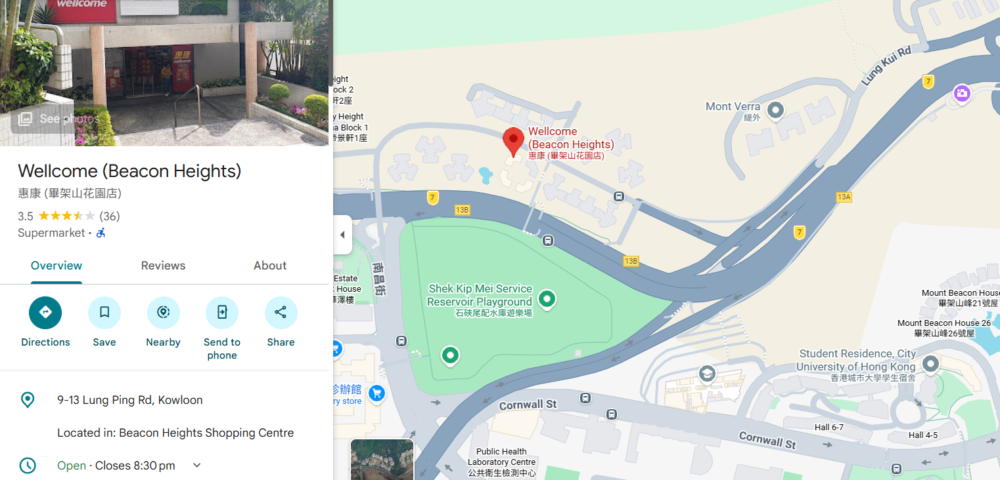 wellcome
惠康
wellcome
See photos
Wellcome (Beacon Heights)
惠康 (畢架山花園店)
3.5
(36)
Supermarket ·
Overview
Reviews
About
Directions
Save
Nearby
Send to
phone
Share
9-13 Lung Ping Rd, Kowloon
Located in: Beacon Heights Shopping Centre
Open · Closes 8:30 pm
eight
ock 2
軒2座
y Height
na Block 1
帝景軒1座
Wellcome
(Beacon Heights)
惠康 (畢架山花園店)
Mont Verra
緹外
Lung Kui Rd
7
7
13B
13A
7
13B
南昌街
Estate
k House
華澤樓
Shek Kip Mei Service
Reservoir Playground
石硤尾配水庫遊樂場
Mount Beacon House
畢架山峰21號屋
Mount Beacon House 26
畢架山峰26號屋
Student Residence, City
University of Hong Kong
香港城市大學學生宿舍
診辦館
ry store
Cornwall St
Cornwall St
Hall 6-7
Hall 4-5
Public Health
Laboratory Centre
公共衞生檢測中心